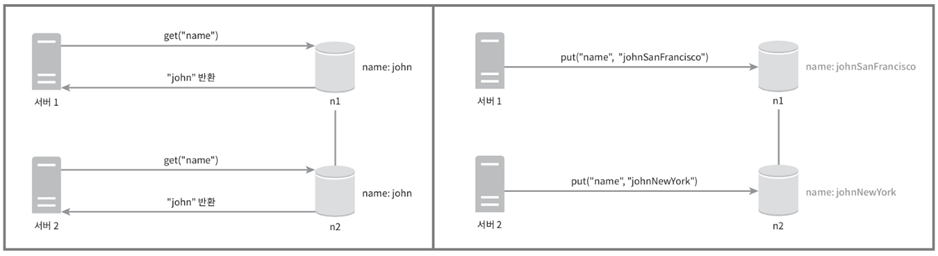 get("name")
"john" 반환
서버 1
name: john
n1
get("name")
"john" 반환
서버 2
name: john
n2
put("name", "johnSanFrancisco")
서버 1
name: johnSanFrancisco
n1
put("name", "johnNewYork")
서버 2
name: johnNewYork
n2